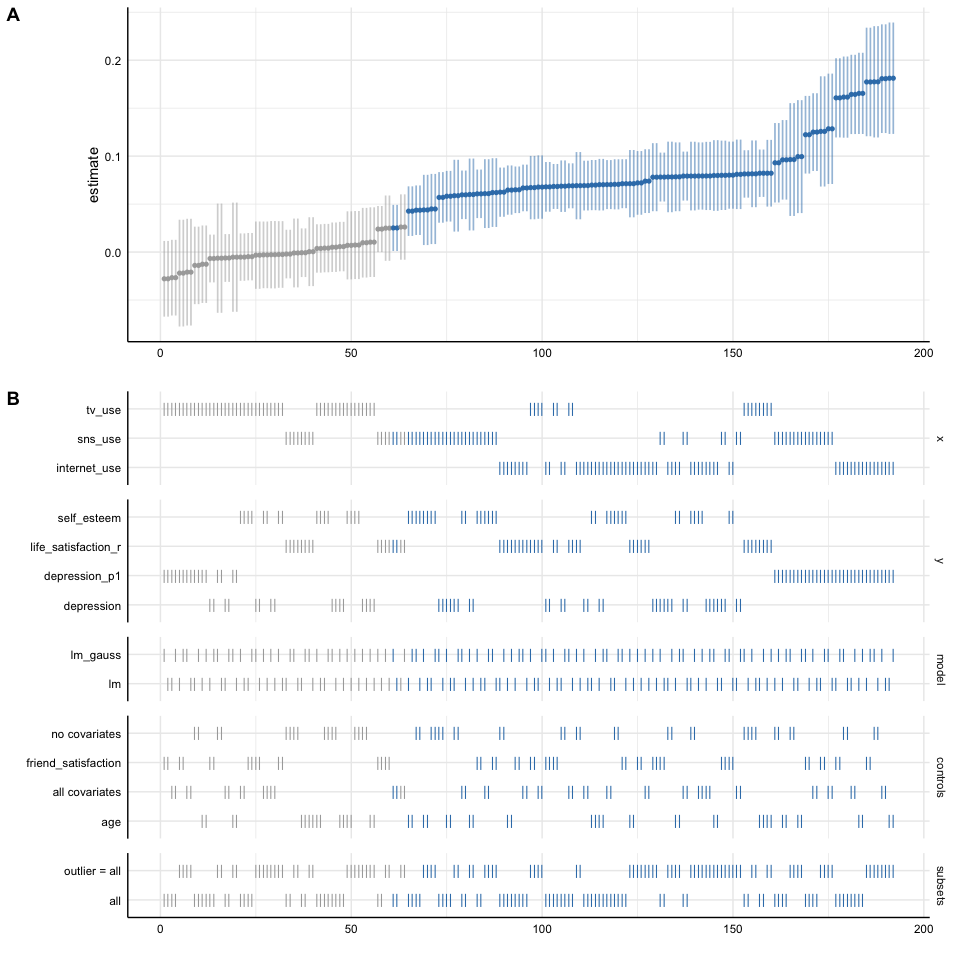 A
estimate
0.2
0.1
0.0
0 50 100 150 200
B
tv_use
sns_use
internet_use
x
self_esteem
life_satisfaction_r
depression_p1
depression
y
lm_gauss
lm
model
no covariates
friend_satisfaction
all covariates
age
controls
outlier = all
all
subsets
0 50 100 150 200